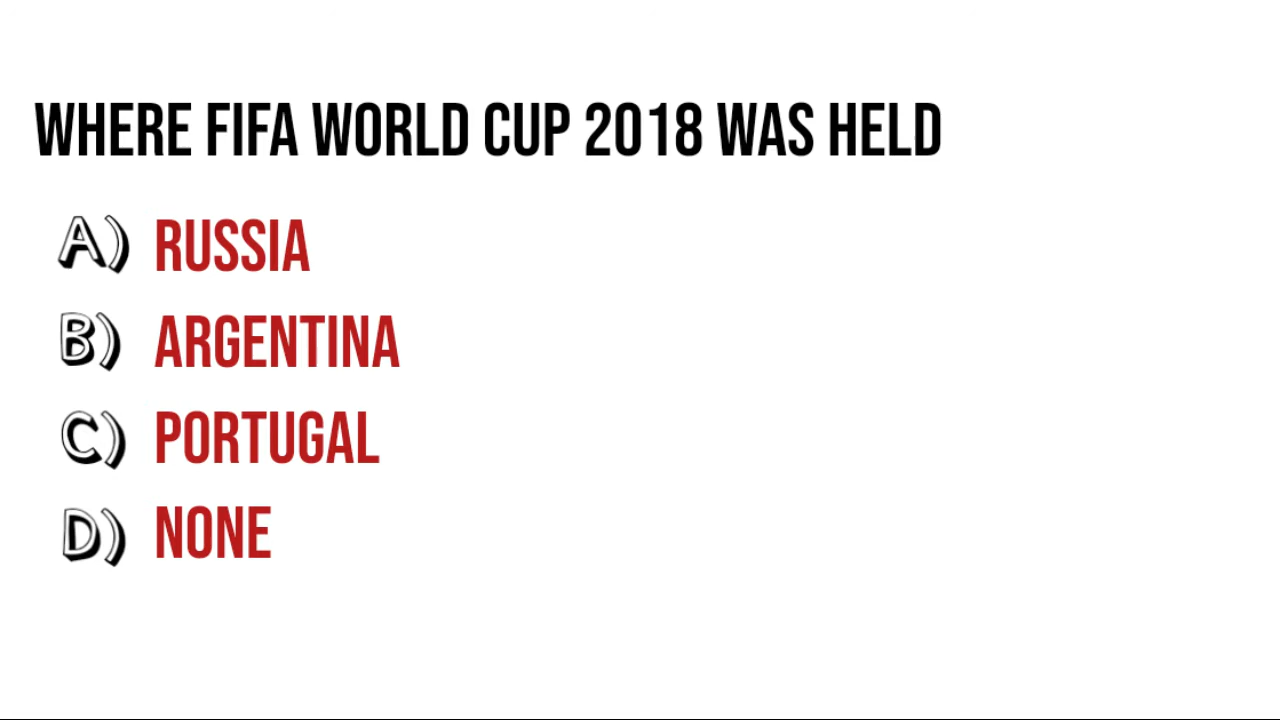 WHERE FIFA WORLD CUP 2018 WAS HELD
A) RUSSIA
B) ARGENTINA
C) PORTUGAL
D) NONE